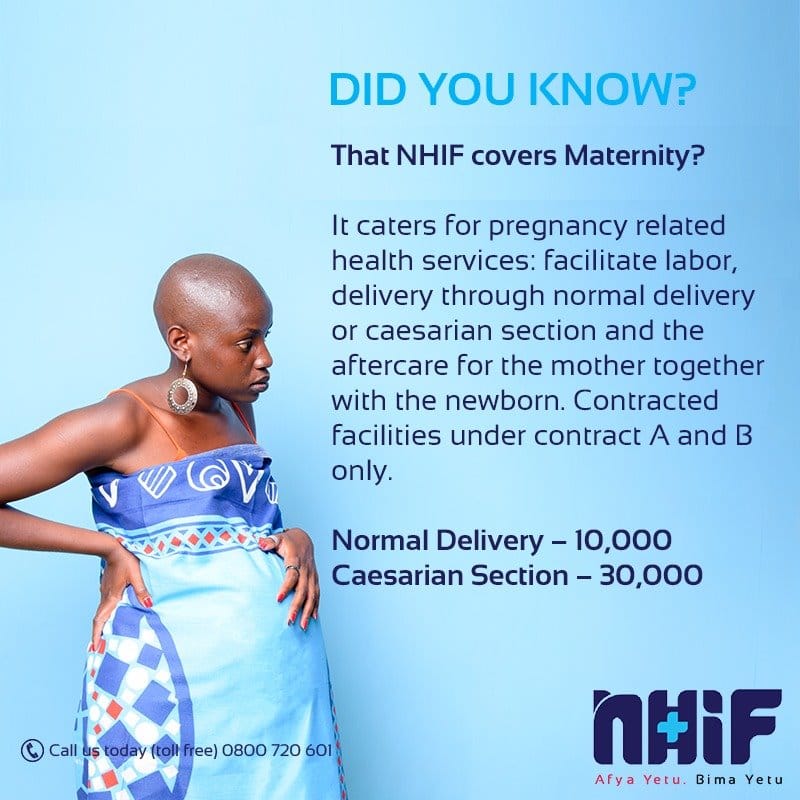 DID YOU KNOW?
That NHIF covers Maternity?
It caters for pregnancy related
health services: facilitate labor,
delivery through normal delivery
or caesarian section and the
aftercare for the mother together
with the newborn. Contracted
facilities under contract A and B
only.
Normal Delivery – 10,000
Caesarian Section – 30,000
Call us today (toll free) 0800 720 601
NHiF
Afya Yetu. Bima Yetu